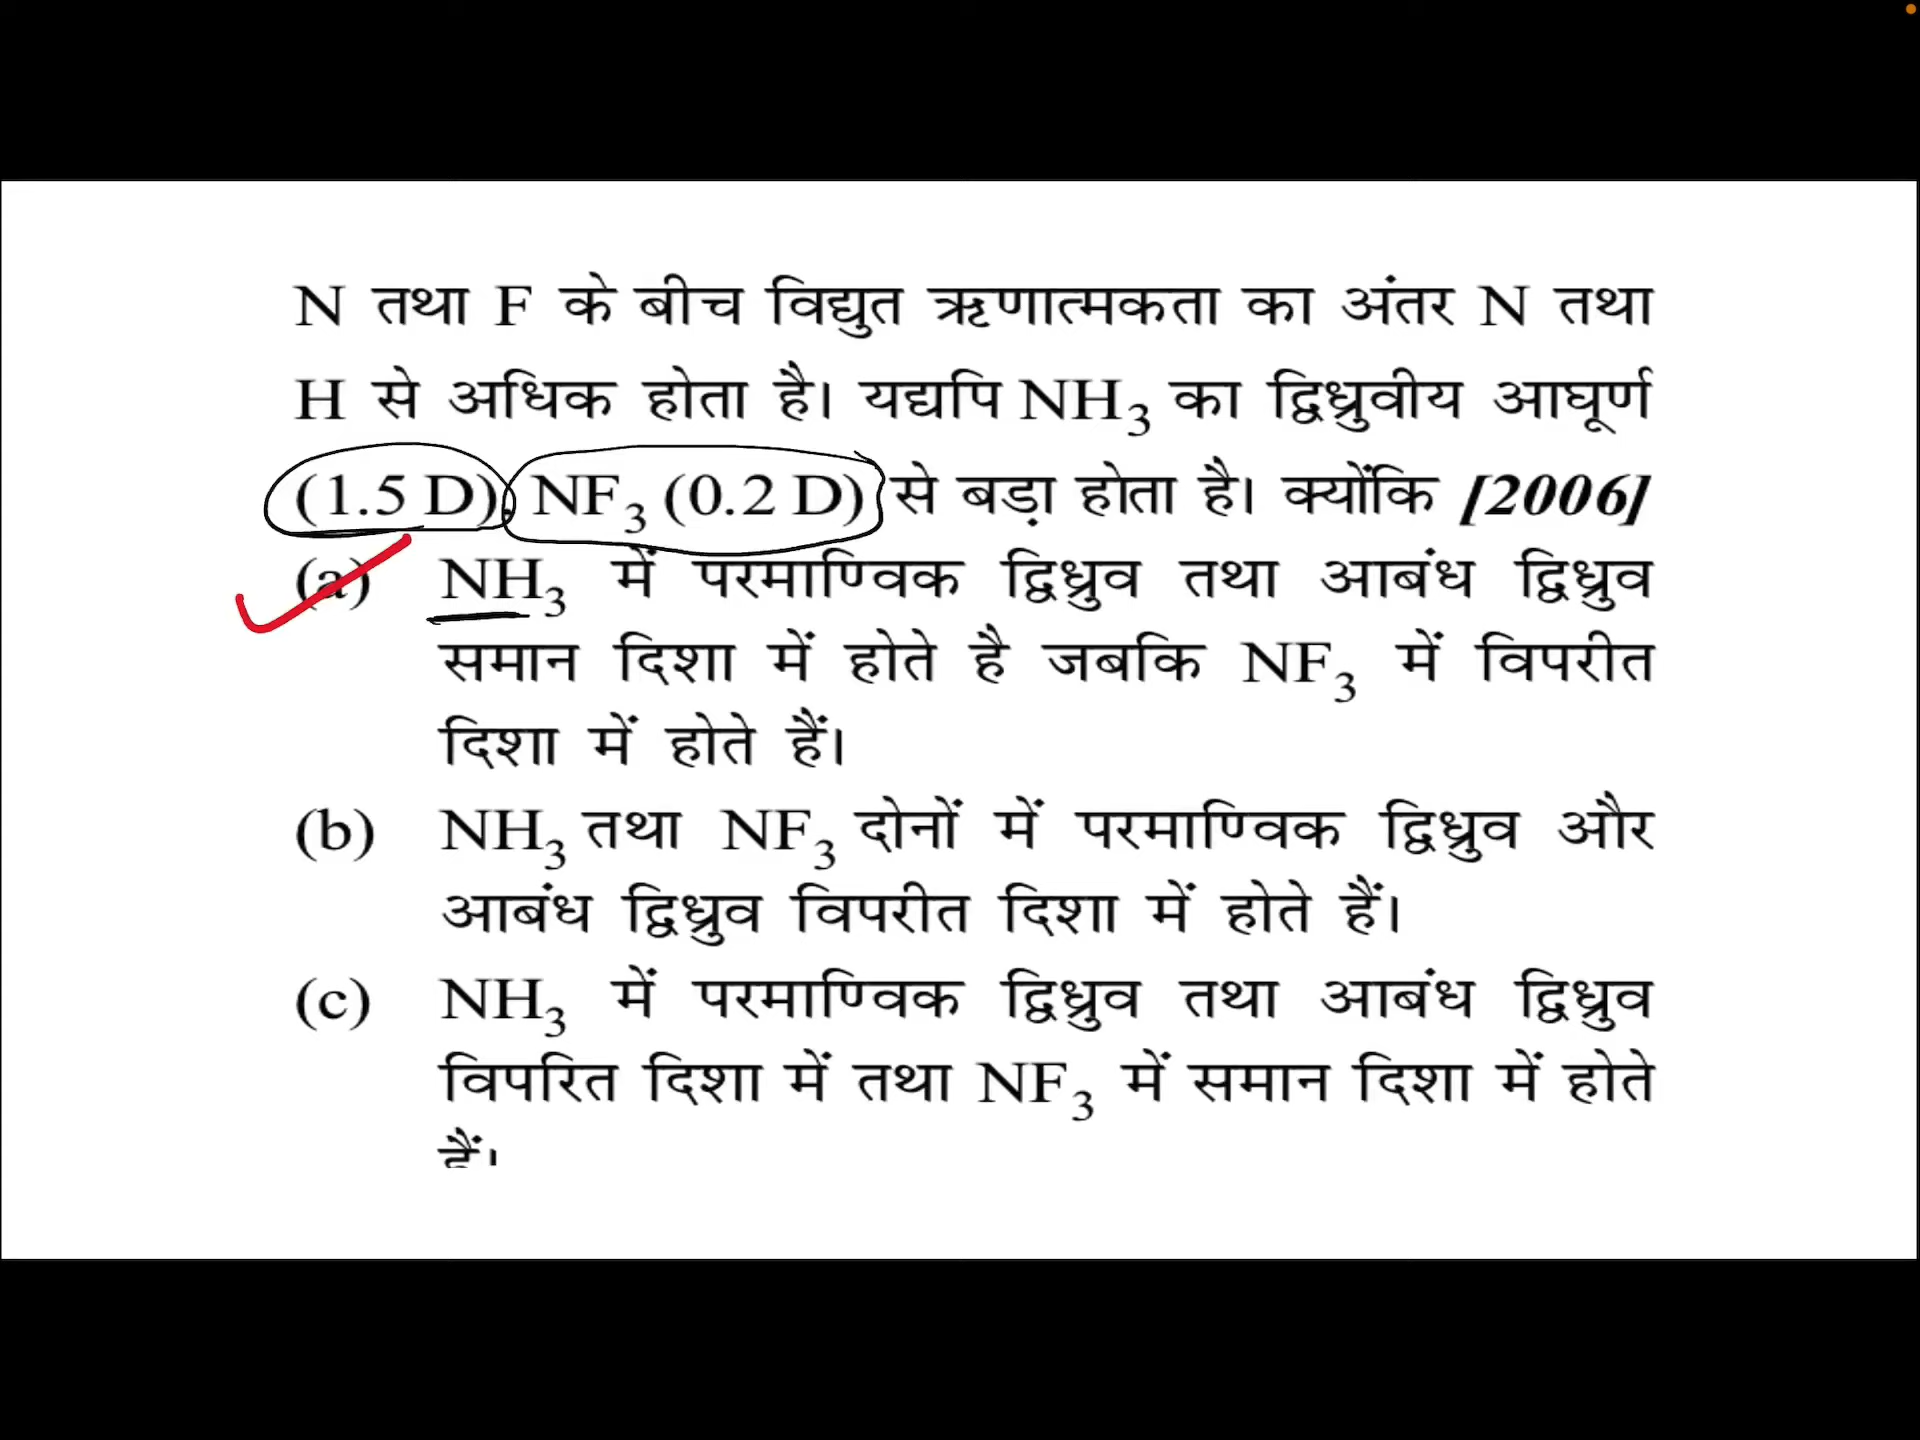 N तथा F के बीच विद्युत ऋणात्मकता का अंतर N तथा
H से अधिक होता है। यद्यपि NH₃ का द्विध्रुवीय आघूर्ण
(1.5 D), NF₃ (0.2 D) से बड़ा होता है। क्योंकि [2006]
(a) NH₃ में परमाण्विक द्विध्रुव तथा आबंध द्विध्रुव
समान दिशा में होते है जबकि NF₃ में विपरीत
दिशा में होते हैं।
(b) NH₃ तथा NF₃ दोनों में परमाण्विक द्विध्रुव और
आबंध द्विध्रुव विपरीत दिशा में होते हैं।
(c) NH₃ में परमाण्विक द्विध्रुव तथा आबंध द्विध्रुव
विपरित दिशा में तथा NF₃ में समान दिशा में होते
हैं।